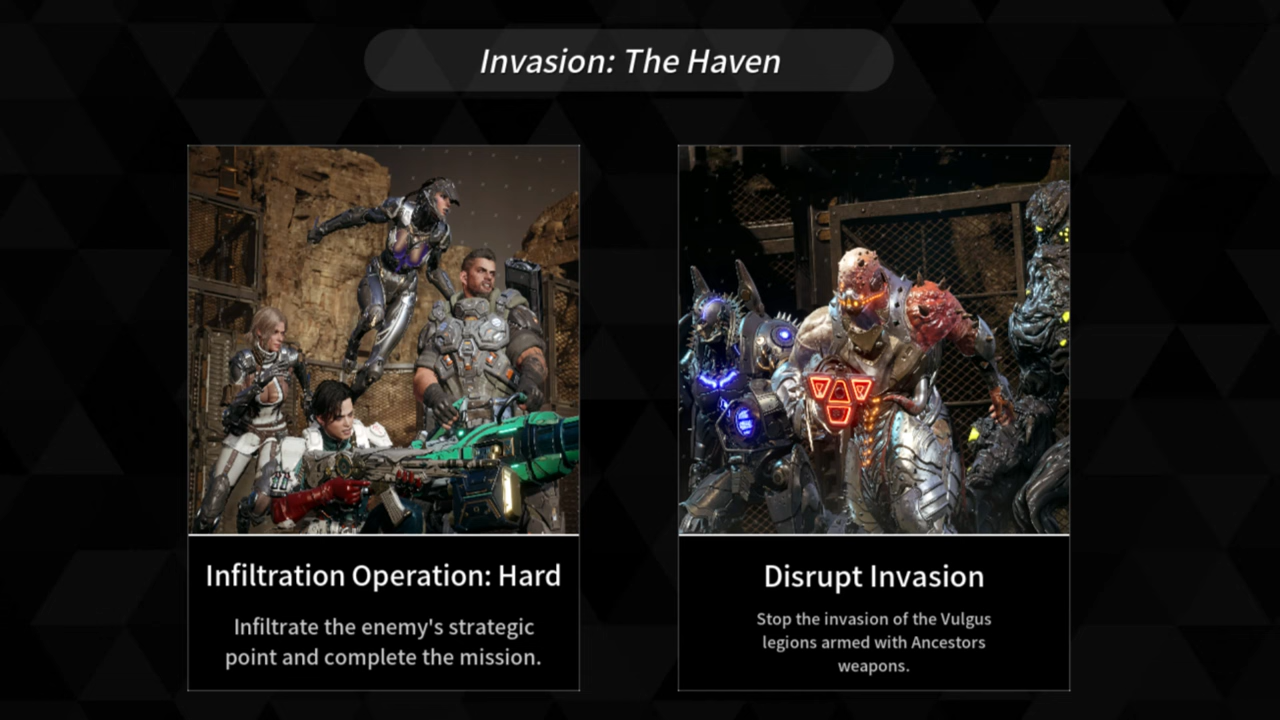 Invasion: The Haven
Infiltration Operation: Hard
Infiltrate the enemy's strategic
point and complete the mission.
Disrupt Invasion
Stop the invasion of the Vulgus
legions armed with Ancestors
weapons.